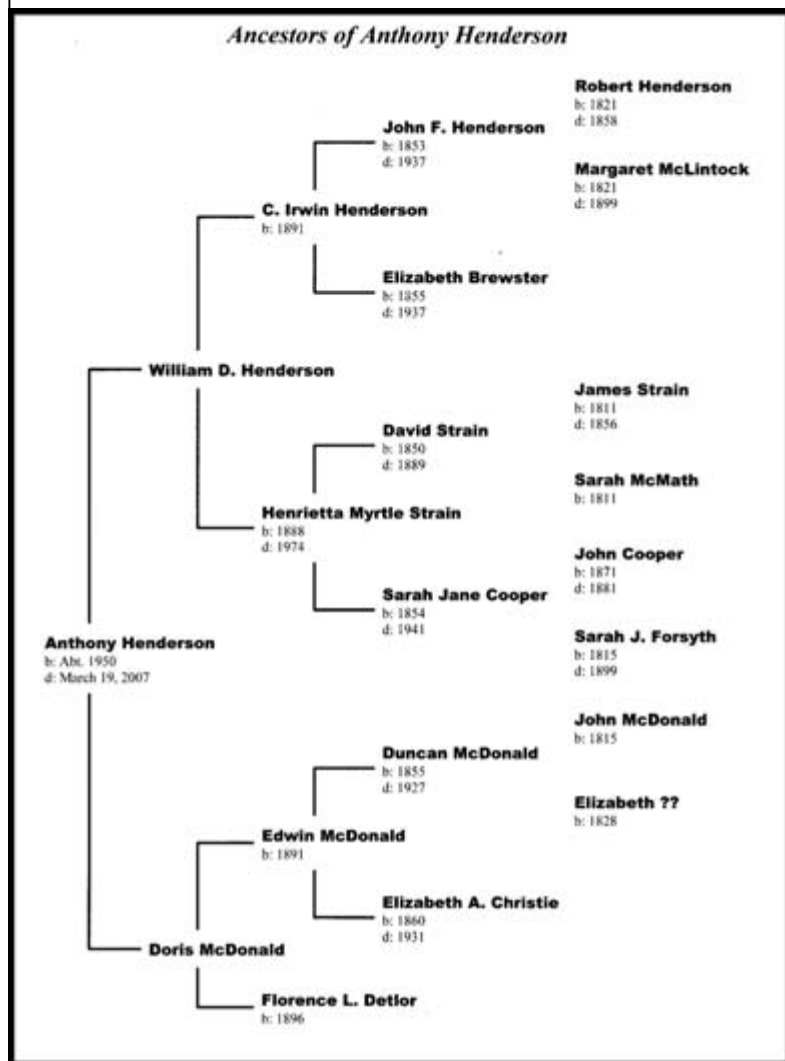 Ancestors of Anthony Henderson
Robert Henderson
b: 1821
d: 1858
John F. Henderson
b: 1853
d: 1937
Margaret McLintock
b: 1821
d: 1899
C. Irwin Henderson
b: 1891
Elizabeth Brewster
b: 1855
d: 1937
William D. Henderson
James Strain
b: 1811
d: 1856
David Strain
b: 1850
d: 1889
Sarah McMath
b: 1811
Henrietta Myrtle Strain
b: 1888
d: 1974
John Cooper
b: 1871
d: 1881
Sarah Jane Cooper
b: 1854
d: 1941
Sarah J. Forsyth
b: 1815
d: 1899
Anthony Henderson
b: Abt. 1950
d: March 19, 2007
John McDonald
b: 1815
Duncan McDonald
b: 1855
d: 1927
Elizabeth ??
b: 1828
Edwin McDonald
b: 1891
Elizabeth A. Christie
b: 1860
d: 1931
Doris McDonald
Florence L. Detlor
b: 1896